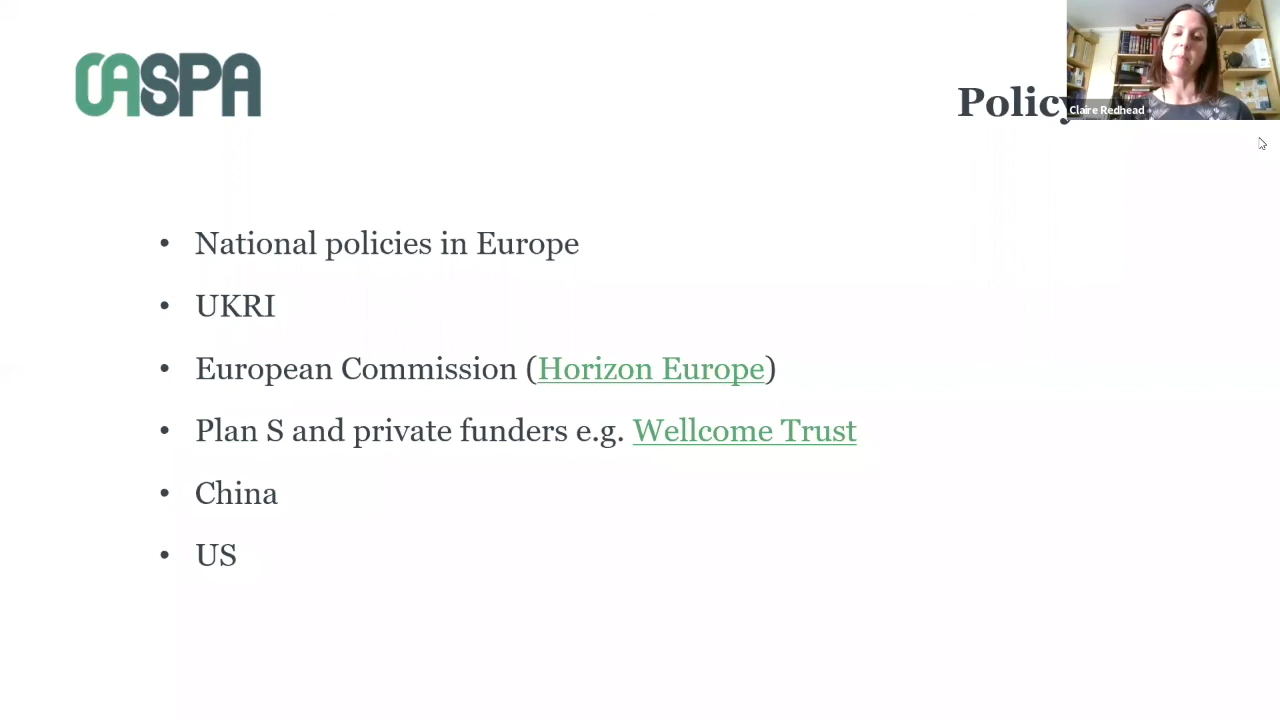 OASPA
Policy
Claire Redhead
• National policies in Europe
• UKRI
• European Commission (Horizon Europe)
• Plan S and private funders e.g. Wellcome Trust
• China
• US